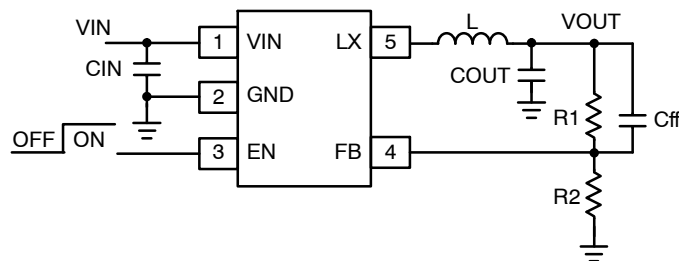 VIN
CIN
1 VIN
2 GND
3 EN
OFF ON
LX 5
FB 4
L
VOUT
COUT
R1
Cff
R2